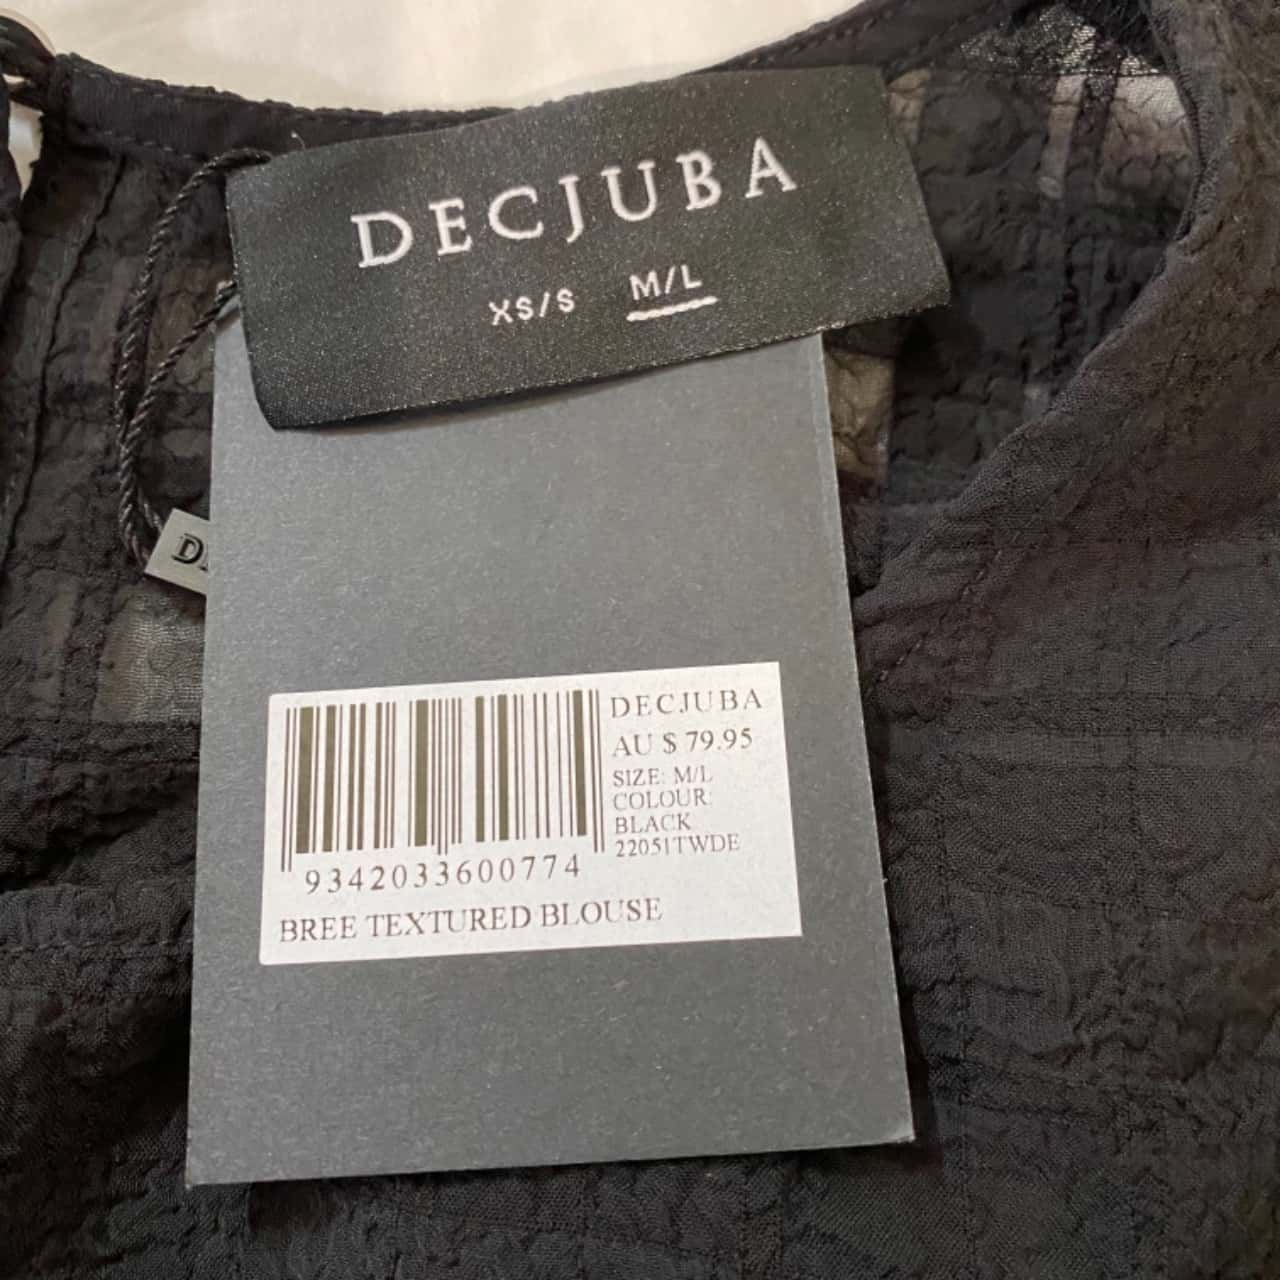 DECJUBA
XS/S M/L
D
DECJUBA
AU $ 79.95
SIZE: M/L
COLOUR:
BLACK
22051TWDE
9342033600774
BREE TEXTURED BLOUSE